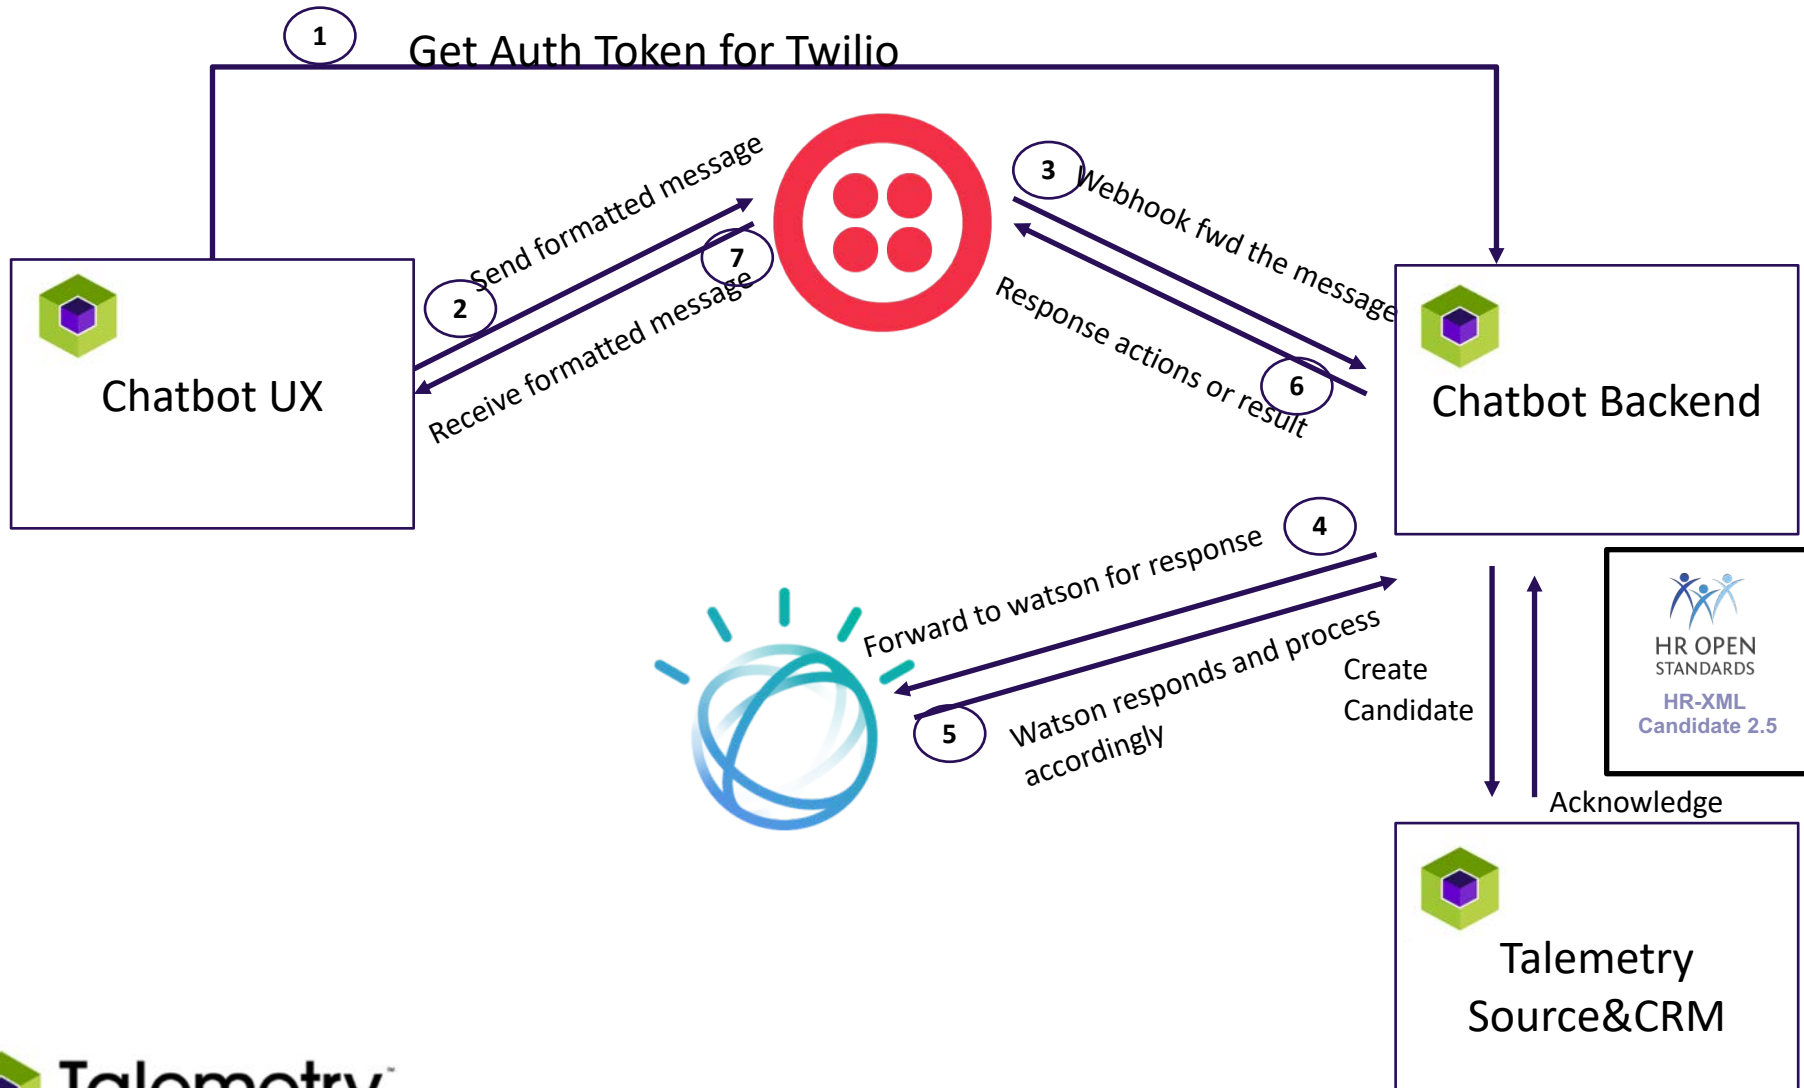 1
Get Auth Token for Twilio
Send formatted message
3
Webhook fwd the message
7
2
Receive formatted message
Response actions or result
6
Chatbot UX
Chatbot Backend
4
Forward to watson for response
5
Watson responds and process
accordingly
Create
Candidate
HR OPEN
STANDARDS
HR-XML
Candidate 2.5
Acknowledge
Talemetry
Source&CRM
Talemetry™